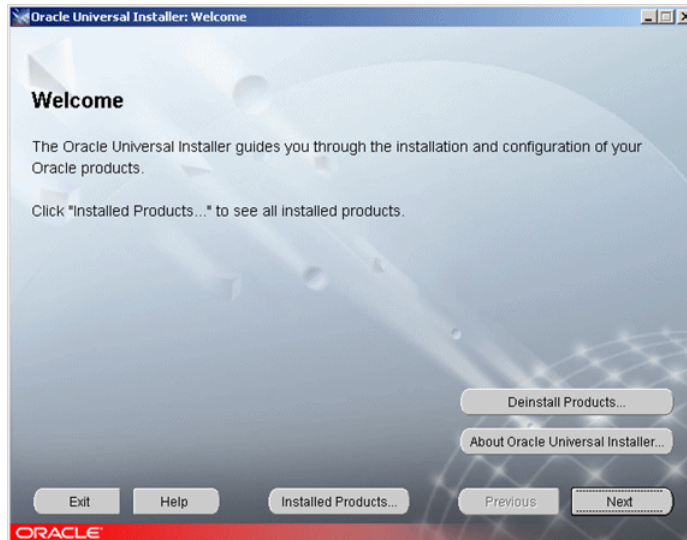 Oracle Universal Installer: Welcome
Welcome
The Oracle Universal Installer guides you through the installation and configuration of your
Oracle products.
Click "Installed Products..." to see all installed products.
Deinstall Products...
About Oracle Universal Installer...
Exit
Help
Installed Products...
Previous
Next
ORACLE